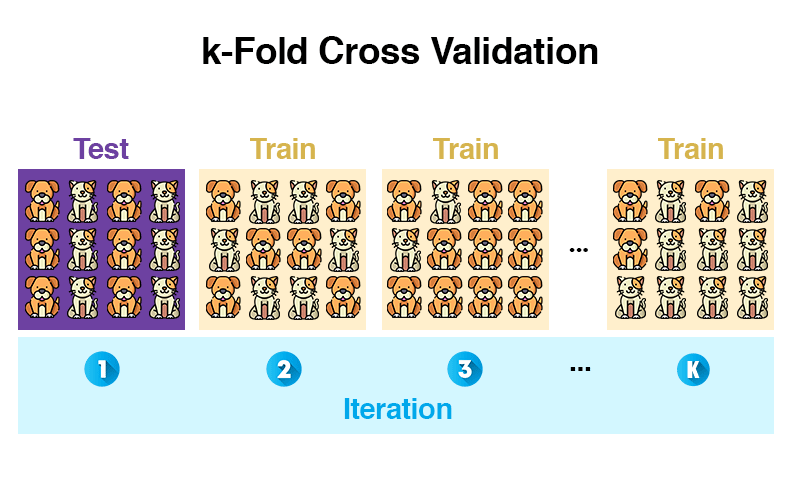 k-Fold Cross Validation
Test Train Train Train
...
1 2 3 ... K
Iteration